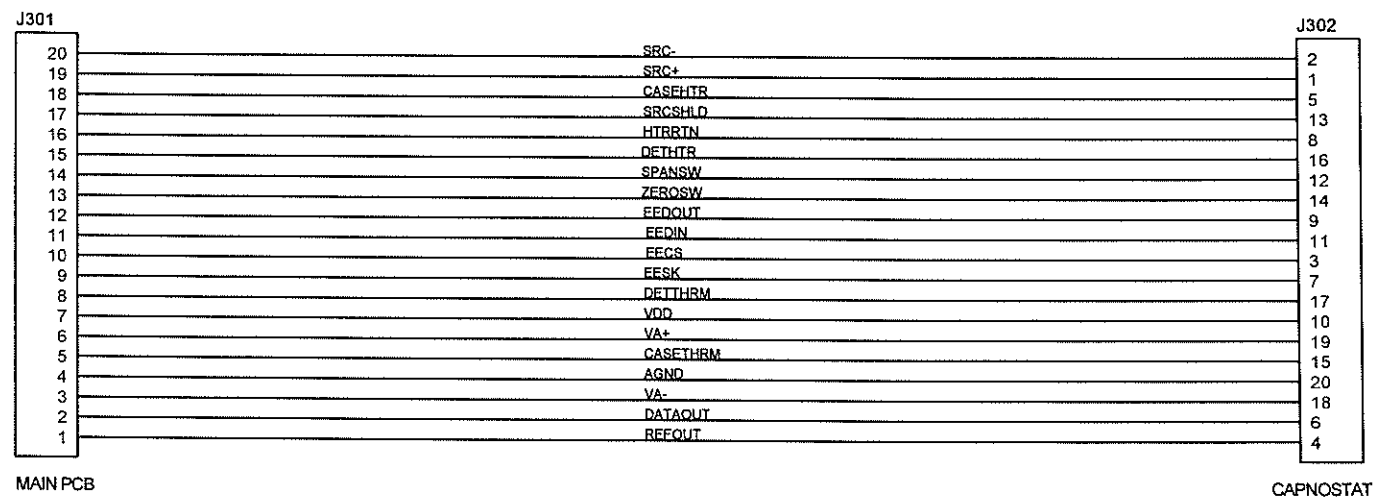 J301
J302
20 SRC- 2
19 SRC+ 1
18 CASEHTR 5
17 SRCSHLD 13
16 HTRRTN 8
15 DETHTR 16
14 SPANSW 12
13 ZEROSW 14
12 EEDOUT 9
11 EEDIN 11
10 EECS 3
9 EESK 7
8 DETTHRM 17
7 VDD 10
6 VA+ 19
5 CASETHRM 15
4 AGND 20
3 VA- 18
2 DATAOUT 6
1 REFOUT 4
MAIN PCB
CAPNOSTAT